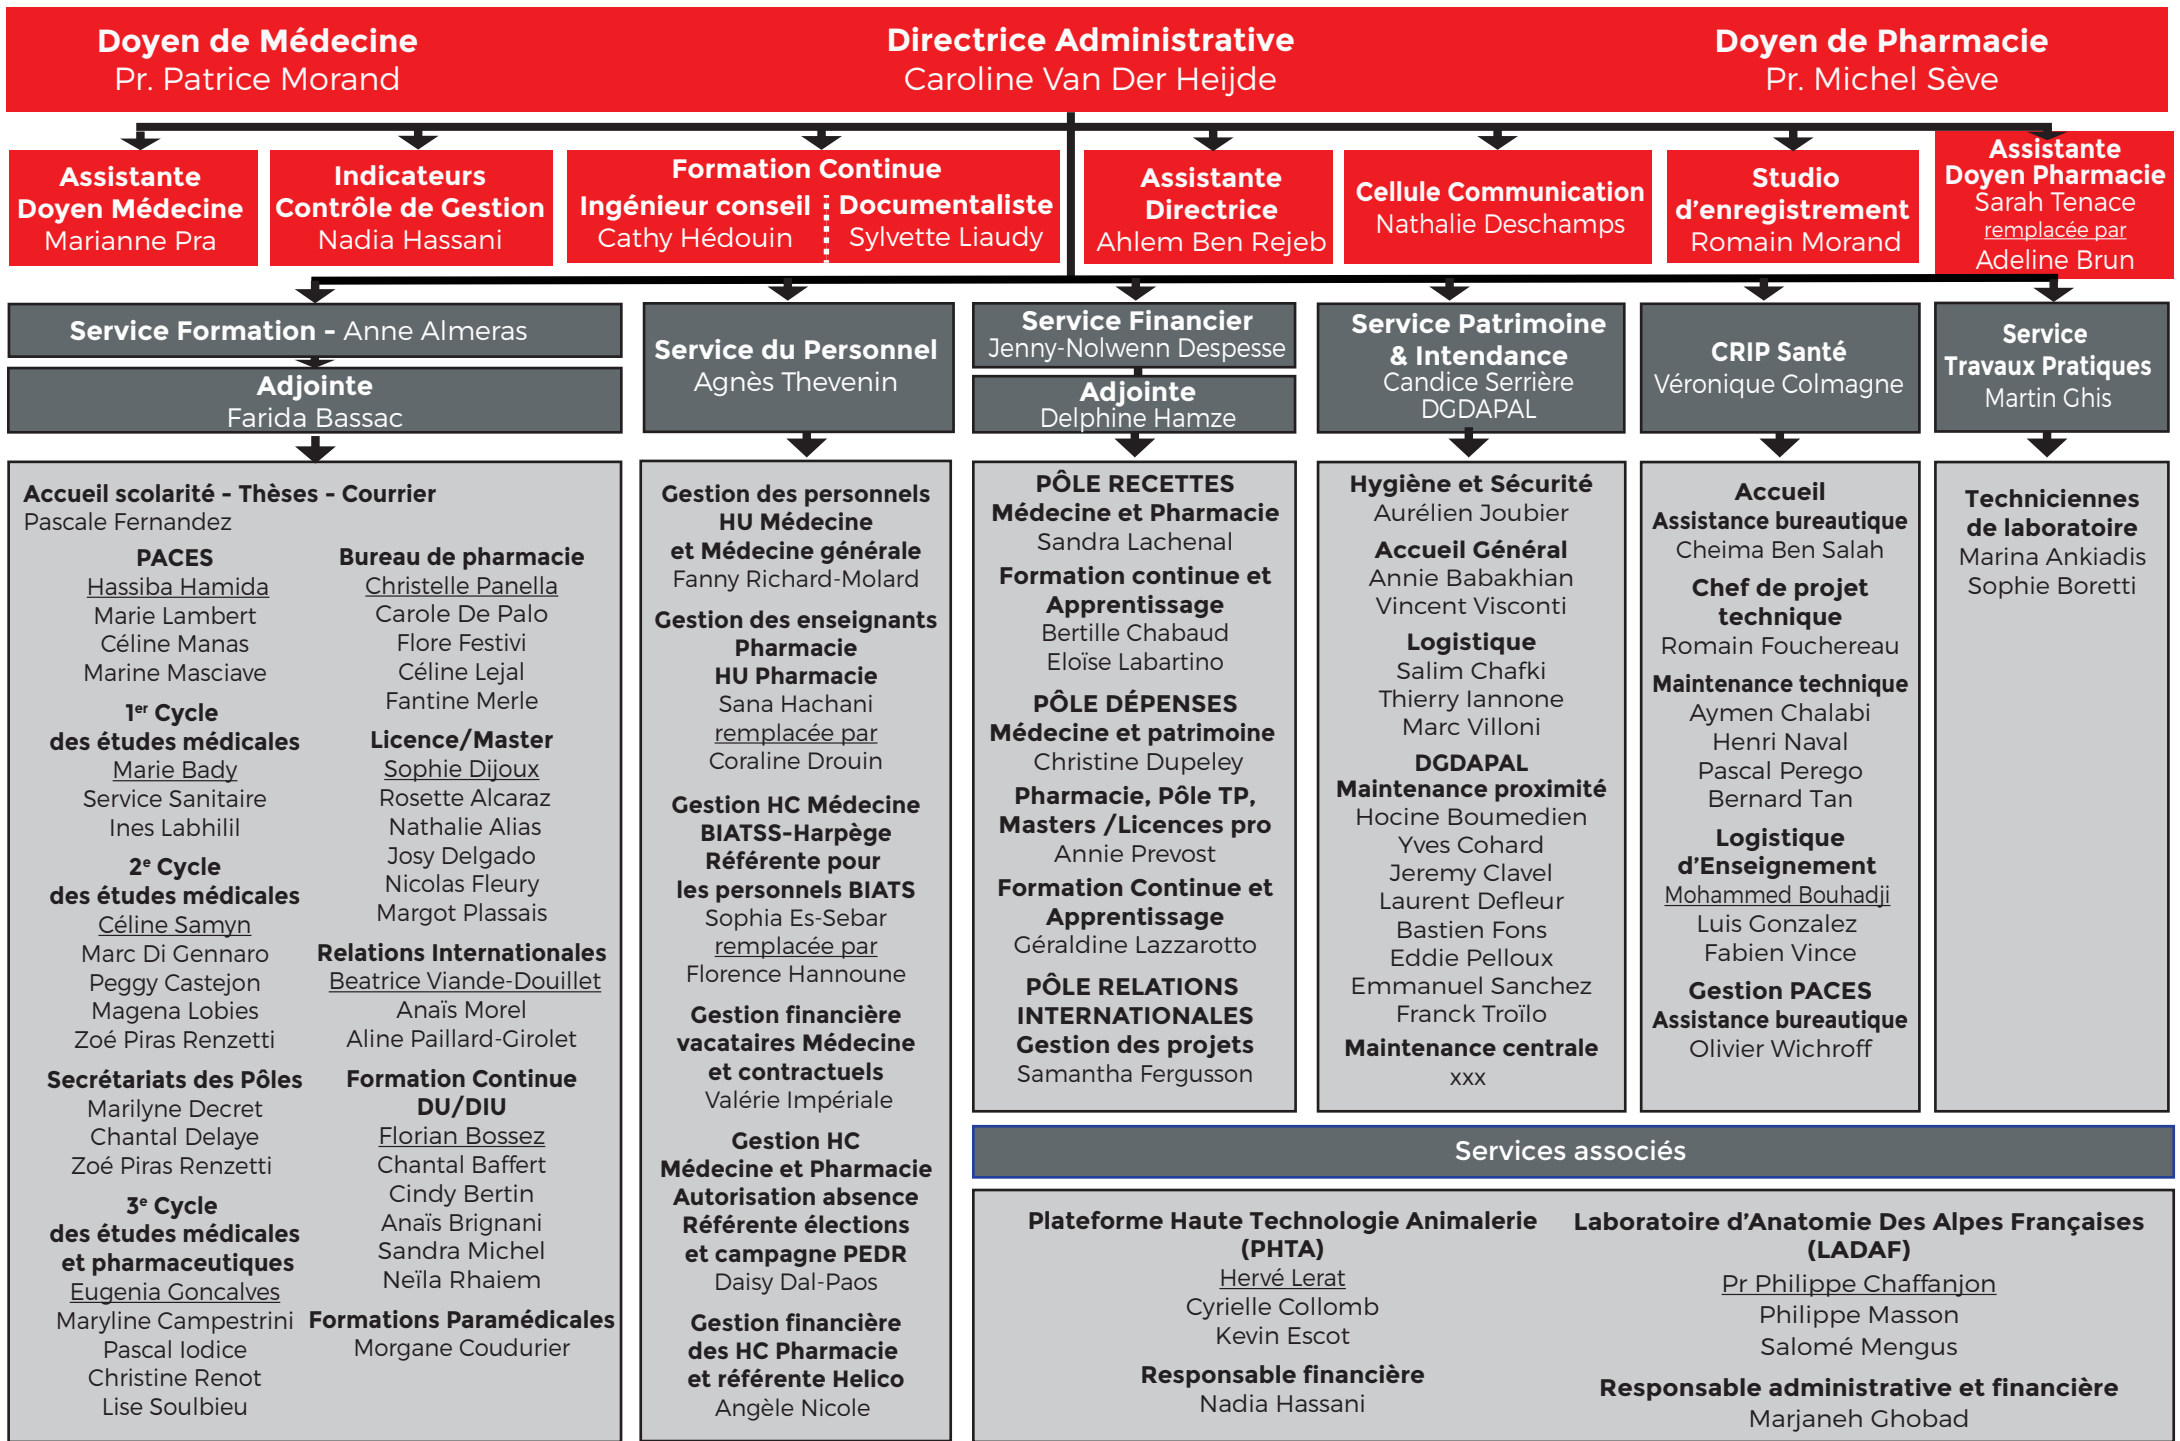 Doyen de Médecine
Pr. Patrice Morand
Directrice Administrative
Caroline Van Der Heijde
Doyen de Pharmacie
Pr. Michel Sève
Assistante
Doyen Médecine
Marianne Pra
Indicateurs
Contrôle de Gestion
Nadia Hassani
Formation Continue
Ingénieur conseil
Cathy Hédouin
Documentaliste
Sylvette Liaudy
Assistante
Directrice
Ahlem Ben Rejeb
Cellule Communication
Nathalie Deschamps
Studio
d'enregistrement
Romain Morand
Assistante
Doyen Pharmacie
Sarah Tenace
remplacée par
Adeline Brun
Service Formation - Anne Almeras
Adjointe
Farida Bassac
Service du Personnel
Agnès Thevenin
Service Financier
Jenny-Nolwenn Despesse
Adjointe
Delphine Hamze
Service Patrimoine
& Intendance
Candice Serrière
DGDAPAL
CRIP Santé
Véronique Colmagne
Service
Travaux Pratiques
Martin Ghis
Accueil scolarité - Thèses - Courrier
Pascale Fernandez
PACES
Hassiba Hamida
Marie Lambert
Céline Manas
Marine Masciave
1er Cycle
des études médicales
Marie Bady
Service Sanitaire
Ines Labhilil
2e Cycle
des études médicales
Céline Samyn
Marc Di Gennaro
Peggy Castejon
Magena Lobies
Zoé Piras Renzetti
Secrétariats des Pôles
Marilyne Decret
Chantal Delaye
Zoé Piras Renzetti
3e Cycle
des études médicales
et pharmaceutiques
Eugenia Goncalves
Maryline Campestrini
Pascal Iodice
Christine Renot
Lise Soulbieu
Bureau de pharmacie
Christelle Panella
Carole De Palo
Flore Festivi
Céline Lejal
Fantine Merle
Licence/Master
Sophie Dijoux
Rosette Alcaraz
Nathalie Alias
Josy Delgado
Nicolas Fleury
Margot Plassais
Relations Internationales
Beatrice Viande-Douillet
Anaïs Morel
Aline Paillard-Girolet
Formation Continue
DU/DIU
Florian Bossez
Chantal Baffert
Cindy Bertin
Anaïs Brignani
Sandra Michel
Neïla Rhaiem
Formations Paramédicales
Morgane Coudurier
Gestion des personnels
HU Médecine
et Médecine générale
Fanny Richard-Molard
Gestion des enseignants
Pharmacie
HU Pharmacie
Sana Hachani
remplacée par
Coraline Drouin
Gestion HC Médecine
BIATSS-Harpège
Référente pour
les personnels BIATS
Sophia Es-Sebar
remplacée par
Florence Hannoune
Gestion financière
vacataires Médecine
et contractuels
Valérie Impériale
Gestion HC
Médecine et Pharmacie
Autorisation absence
Référente élections
et campagne PEDR
Daisy Dal-Paos
Gestion financière
des HC Pharmacie
et référente Helico
Angèle Nicole
PÔLE RECETTES
Médecine et Pharmacie
Sandra Lachenal
Formation continue et
Apprentissage
Bertille Chabaud
Eloïse Labartino
PÔLE DÉPENSES
Médecine et patrimoine
Christine Dupeley
Pharmacie, Pôle TP,
Masters /Licences pro
Annie Prevost
Formation Continue et
Apprentissage
Géraldine Lazzarotto
PÔLE RELATIONS
INTERNATIONALES
Gestion des projets
Samantha Fergusson
Hygiène et Sécurité
Aurélien Joubier
Accueil Général
Annie Babakhian
Vincent Visconti
Logistique
Salim Chafki
Thierry Iannone
Marc Villoni
DGDAPAL
Maintenance proximité
Hocine Boumedien
Yves Cohard
Jeremy Clavel
Laurent Defleur
Bastien Fons
Eddie Pelloux
Emmanuel Sanchez
Franck Troïlo
Maintenance centrale
xxx
Accueil
Assistance bureautique
Cheima Ben Salah
Chef de projet
technique
Romain Fouchereau
Maintenance technique
Aymen Chalabi
Henri Naval
Pascal Perego
Bernard Tan
Logistique
d'Enseignement
Mohammed Bouhadji
Luis Gonzalez
Fabien Vince
Gestion PACES
Assistance bureautique
Olivier Wichroff
Techniciennes
de laboratoire
Marina Ankiadis
Sophie Boretti
Services associés
Plateforme Haute Technologie Animalerie
(PHTA)
Hervé Lerat
Cyrielle Collomb
Kevin Escot
Responsable financière
Nadia Hassani
Laboratoire d'Anatomie Des Alpes Françaises
(LADAF)
Pr Philippe Chaffanjon
Philippe Masson
Salomé Mengus
Responsable administrative et financière
Marjaneh Ghobad